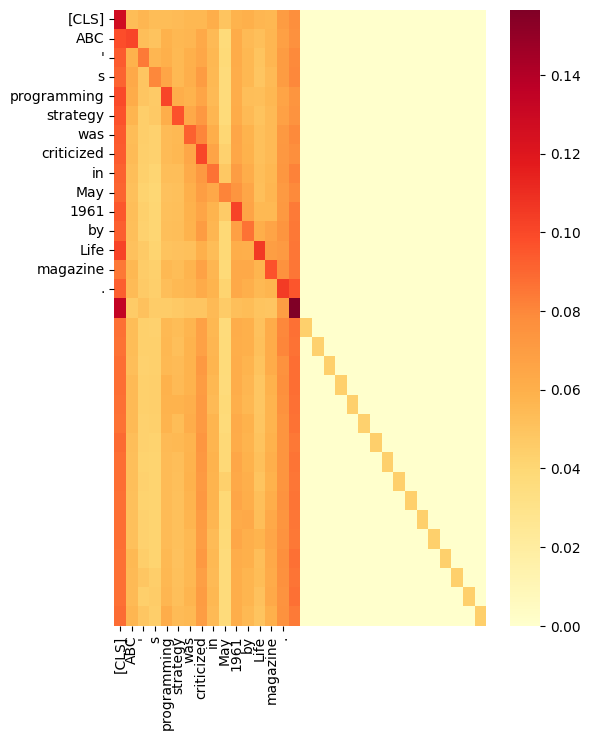 [CLS]
ABC
'
s
programming
strategy
was
criticized
in
May
1961
by
Life
magazine
.
[CLS]
ABC
'
s
programming
strategy
was
criticized
in
May
1961
by
Life
magazine
.
0.14
0.12
0.10
0.08
0.06
0.04
0.02
0.00